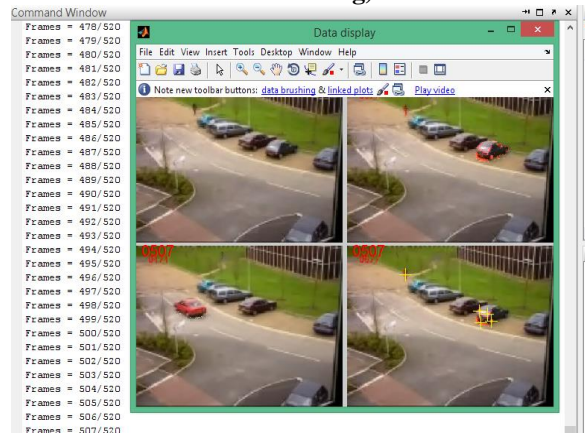 Command Window
Frames = 478/520
Frames = 479/520
Frames = 480/520
Frames = 481/520
Frames = 482/520
Frames = 483/520
Frames = 484/520
Frames = 485/520
Frames = 486/520
Frames = 487/520
Frames = 488/520
Frames = 489/520
Frames = 490/520
Frames = 491/520
Frames = 492/520
Frames = 493/520
Frames = 494/520
Frames = 495/520
Frames = 496/520
Frames = 497/520
Frames = 498/520
Frames = 499/520
Frames = 500/520
Frames = 501/520
Frames = 502/520
Frames = 503/520
Frames = 504/520
Frames = 505/520
Frames = 506/520
Frames = 507/520
Data display
File Edit View Insert Tools Desktop Window Help
Note new toolbar buttons: data brushing & linked plots Play video
0807
0807